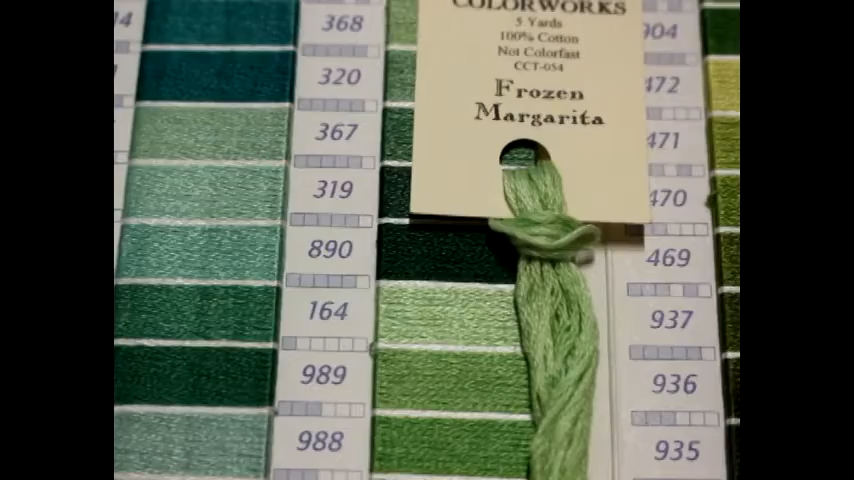 COLORWORKS
5 Yards
100% Cotton
Not Colorfast
CCT-054
Frozen
Margarita
368
320
367
319
890
164
989
988
904
472
471
470
469
937
936
935